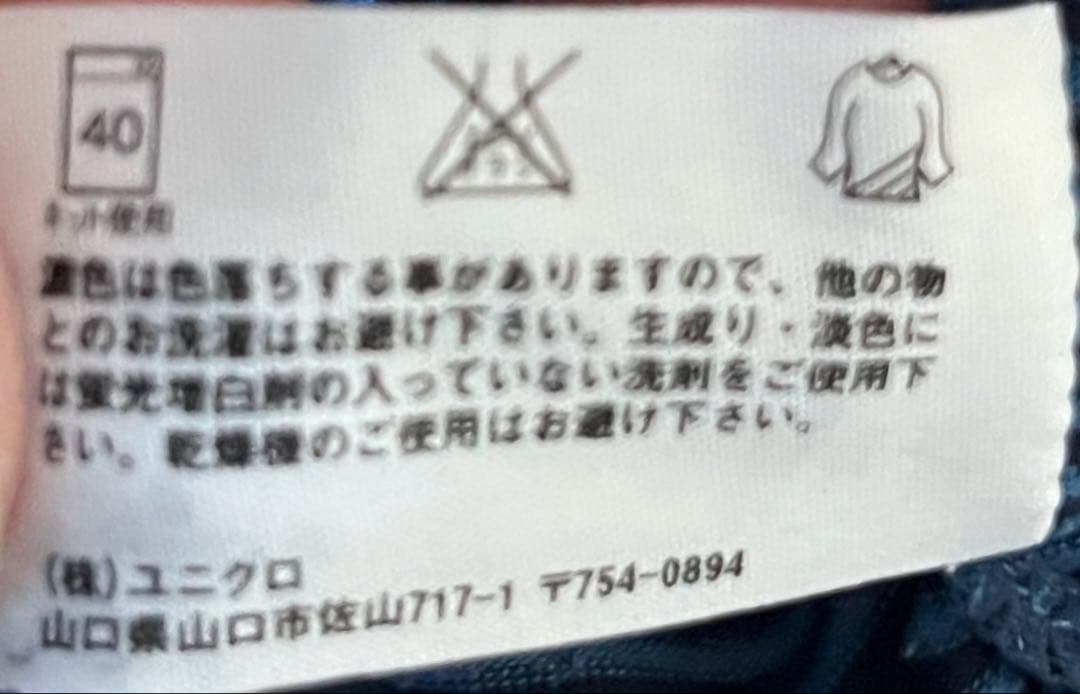 40
ネット使用
濃色は色落ちする事がありますので、他の物
とのお洗濯はお避け下さい。生成り・淡色に
は蛍光増白剤の入っていない洗剤をご使用下
さい。乾燥機のご使用はお避け下さい。
(株)ユニクロ
山口県山口市佐山717-1 〒754-0894